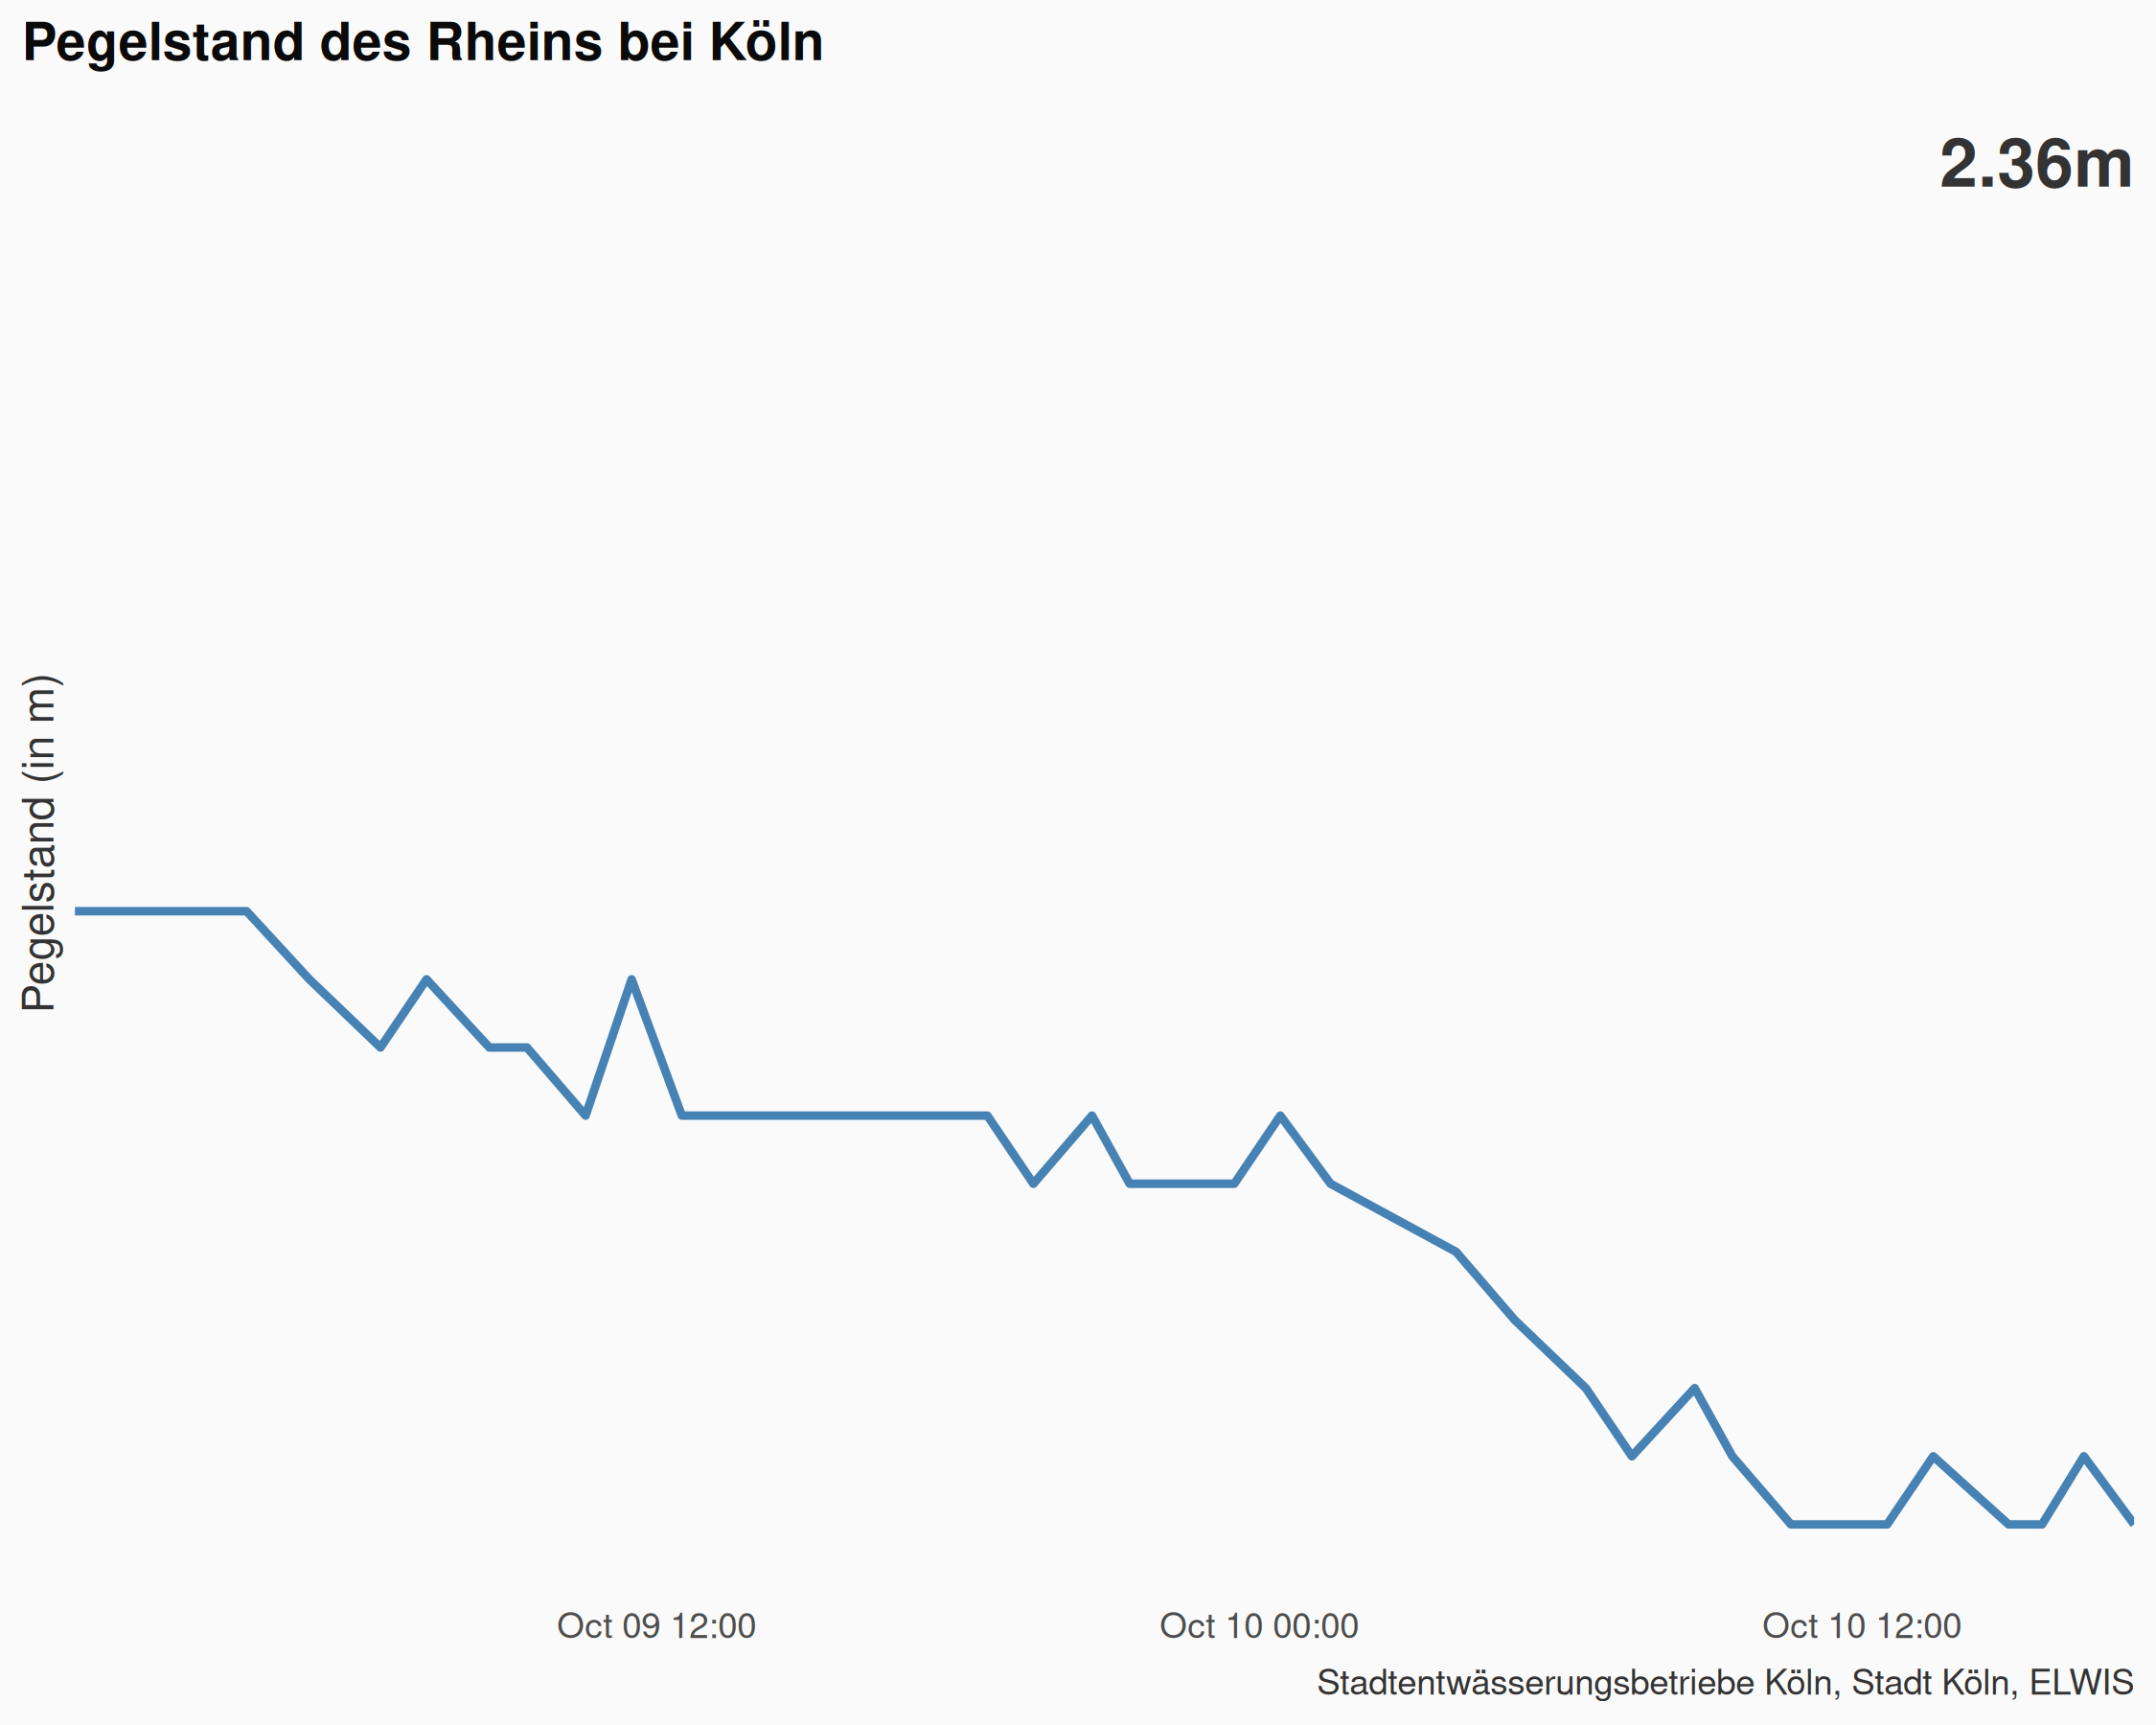 Pegelstand des Rheins bei Köln
2.36m
Pegelstand (in m)
Oct 09 12:00
Oct 10 00:00
Oct 10 12:00
Stadtentwässerungsbetriebe Köln, Stadt Köln, ELWIS